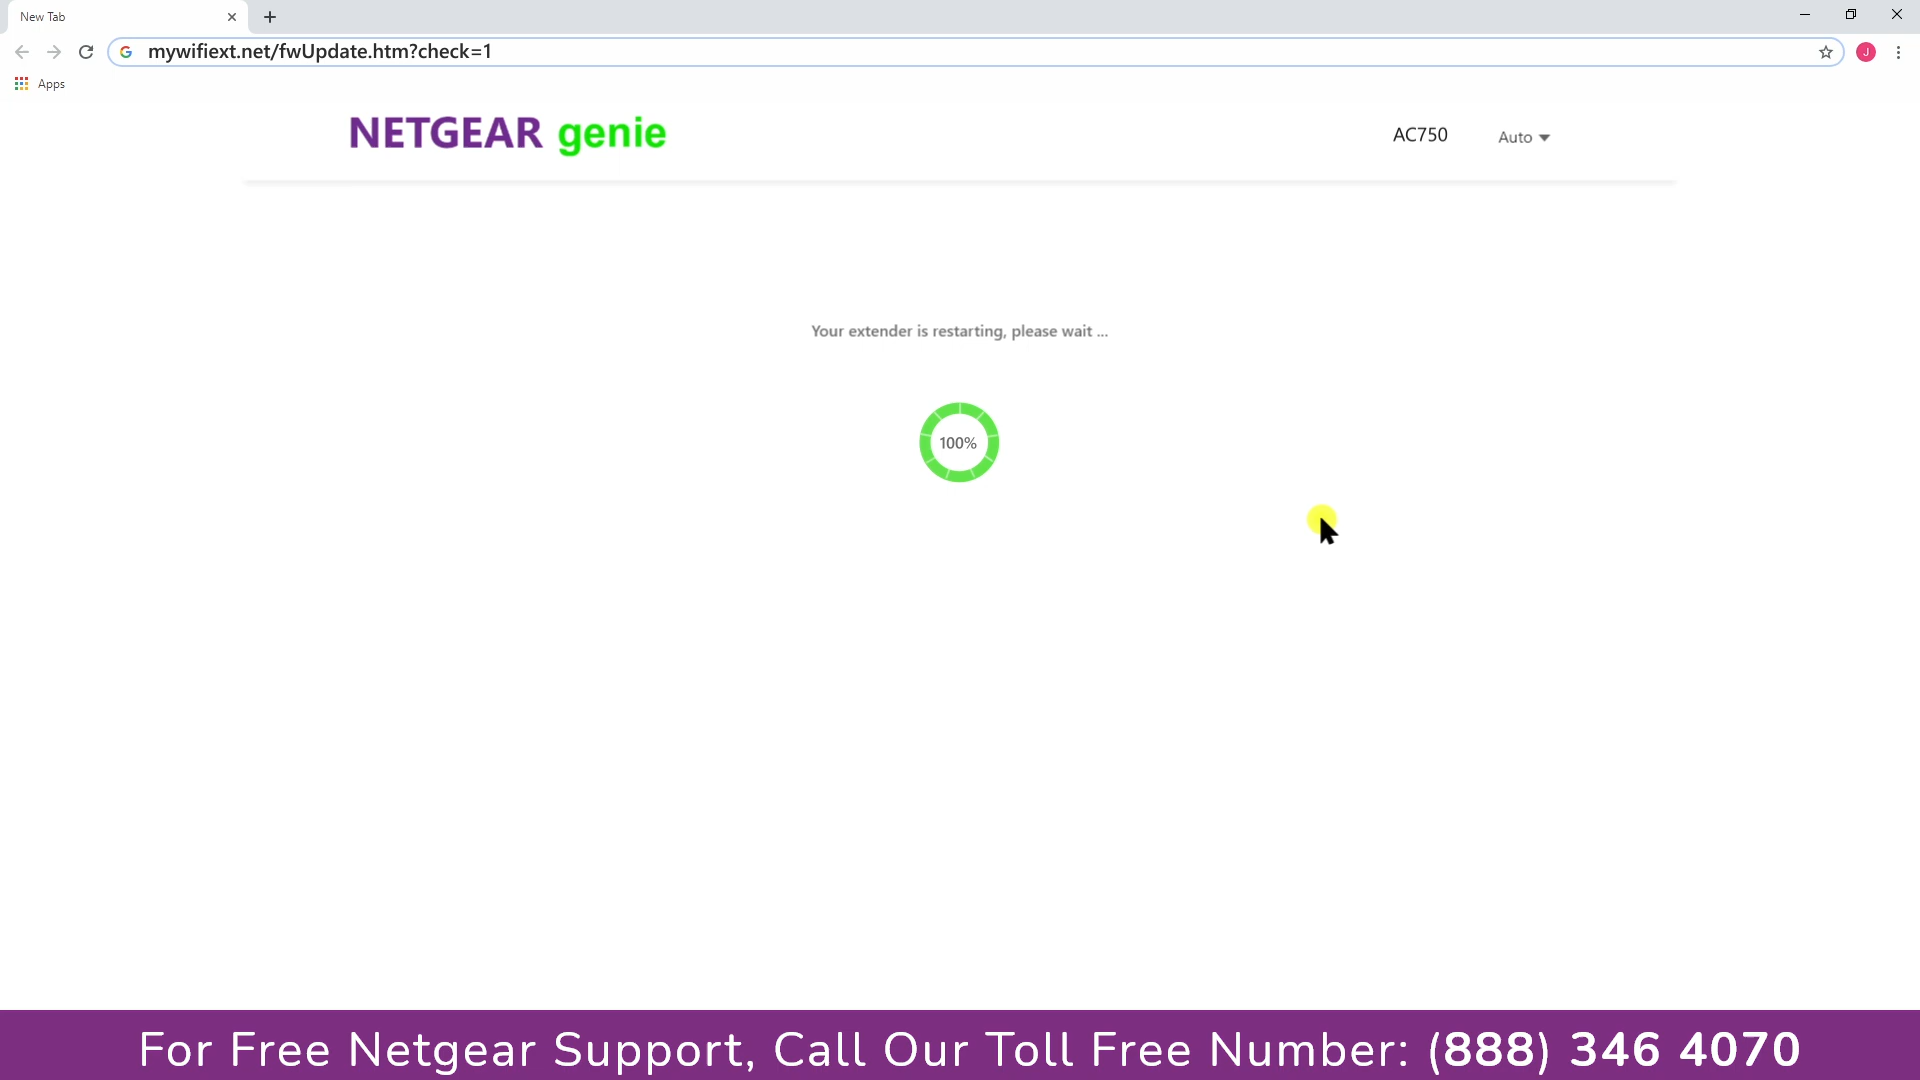 New Tab
mywifiext.net/fwUpdate.htm?check=1
J
Apps
NETGEAR genie
AC750
Auto
Your extender is restarting, please wait ...
100%
For Free Netgear Support, Call Our Toll Free Number: (888) 346 4070